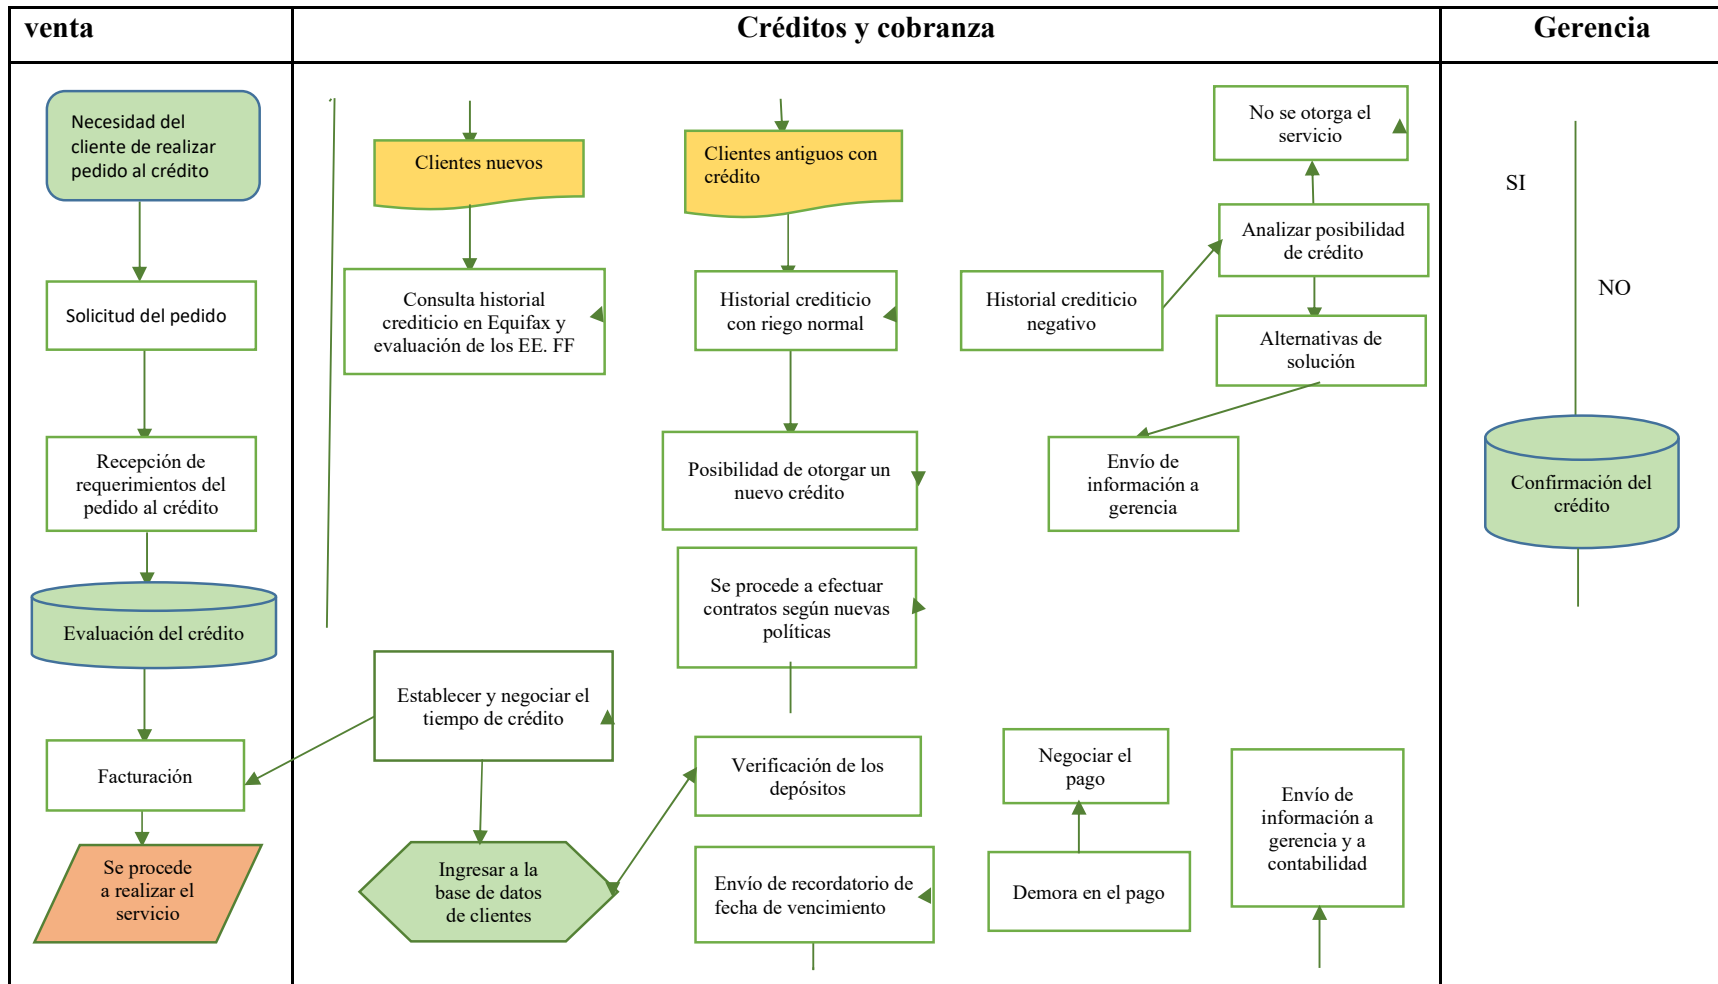 venta
Créditos y cobranza
Gerencia
Necesidad del
cliente de realizar
pedido al crédito
Solicitud del pedido
Recepción de
requerimientos del
pedido al crédito
Evaluación del crédito
Facturación
Se procede
a realizar el
servicio
Clientes nuevos
Consulta historial
crediticio en Equifax y
evaluación de los EE. FF
Establecer y negociar el
tiempo de crédito
Ingresar a la
base de datos
de clientes
Clientes antiguos con
crédito
Historial crediticio
con riego normal
Posibilidad de otorgar un
nuevo crédito
Se procede a efectuar
contratos según nuevas
políticas
Verificación de los
depósitos
Envío de recordatorio de
fecha de vencimiento
Historial crediticio
negativo
No se otorga el
servicio
Analizar posibilidad
de crédito
Alternativas de
solución
Envío de
información a
gerencia
Negociar el
pago
Demora en el pago
Envío de
información a
gerencia y a
contabilidad
SI
NO
Confirmación del
crédito